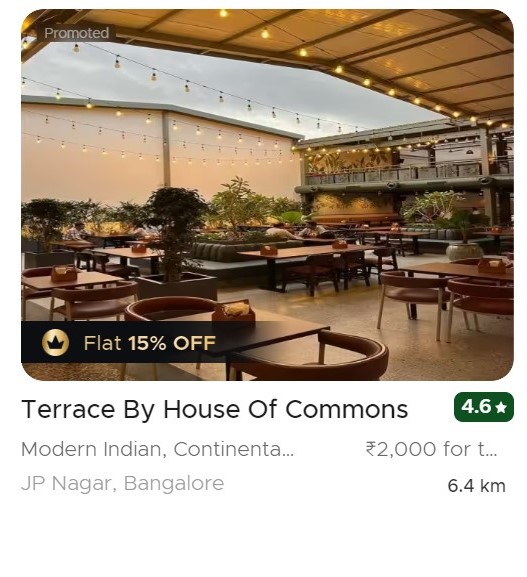 Promoted
Flat 15% OFF
Terrace By House Of Commons
4.6★
Modern Indian, Continenta...
₹2,000 for t...
JP Nagar, Bangalore
6.4 km